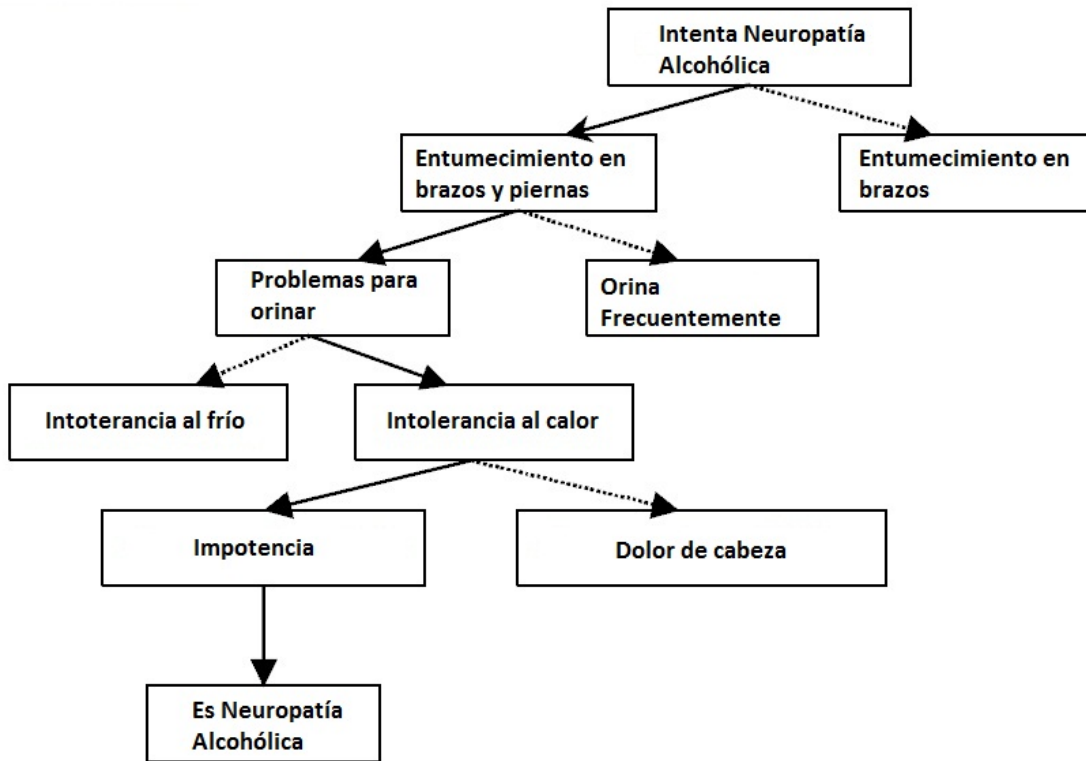 Intenta Neuropatía
Alcohólica
Entumecimiento en
brazos y piernas
Entumecimiento en
brazos
Problemas para
orinar
Orina
Frecuentemente
Intoterancia al frío
Intolerancia al calor
Impotencia
Dolor de cabeza
Es Neuropatía
Alcohólica